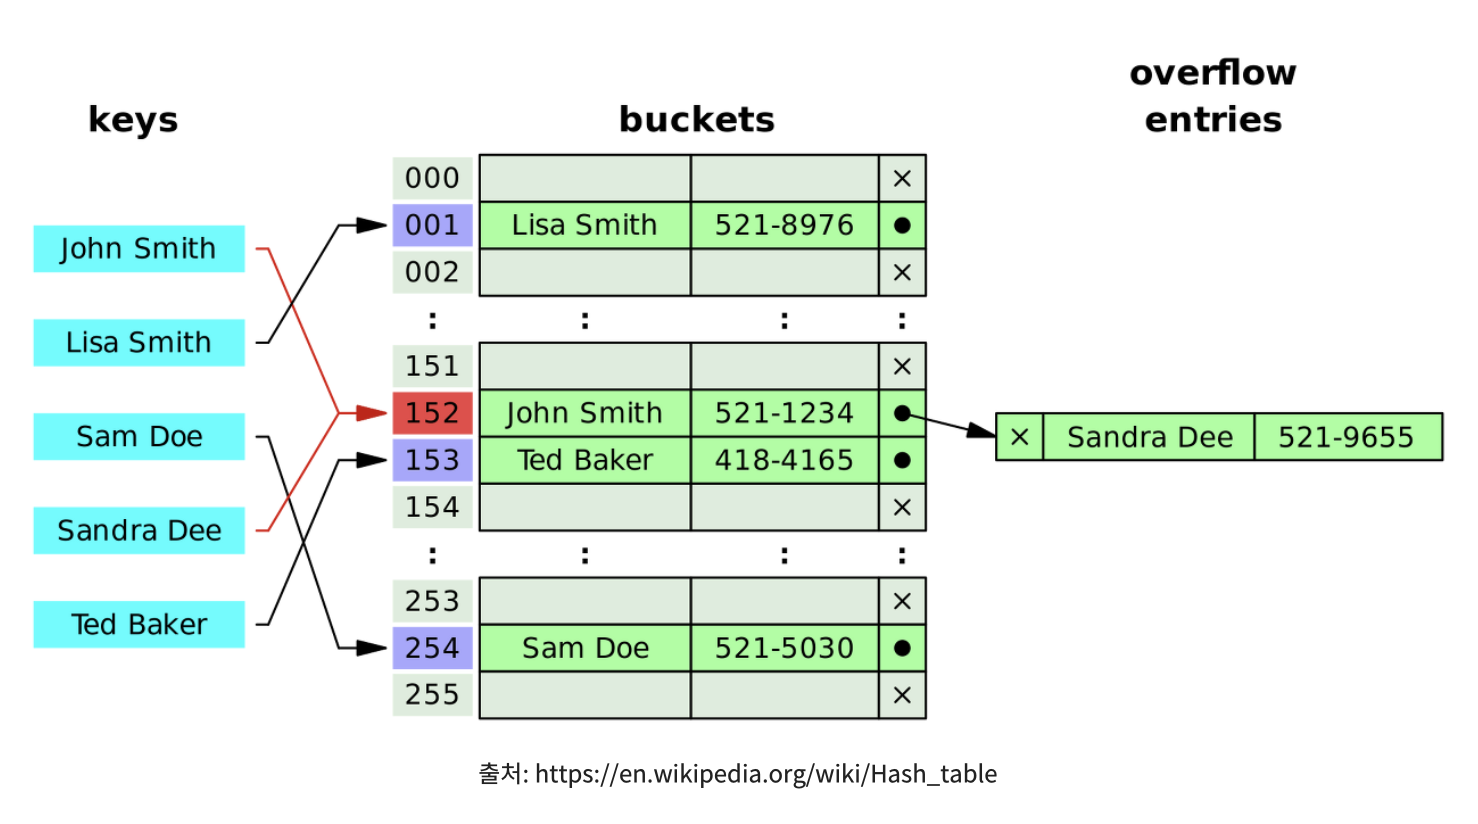 overflow
entries
keys
buckets
000 ×
John Smith
001 Lisa Smith 521-8976 ●
002 ×
Lisa Smith
: : : :
151 ×
152 John Smith 521-1234 ●
Sam Doe
× Sandra Dee 521-9655
153 Ted Baker 418-4165 ●
154 ×
Sandra Dee
: : : :
253 ×
Ted Baker
254 Sam Doe 521-5030 ●
255 ×
출처: https://en.wikipedia.org/wiki/Hash_table